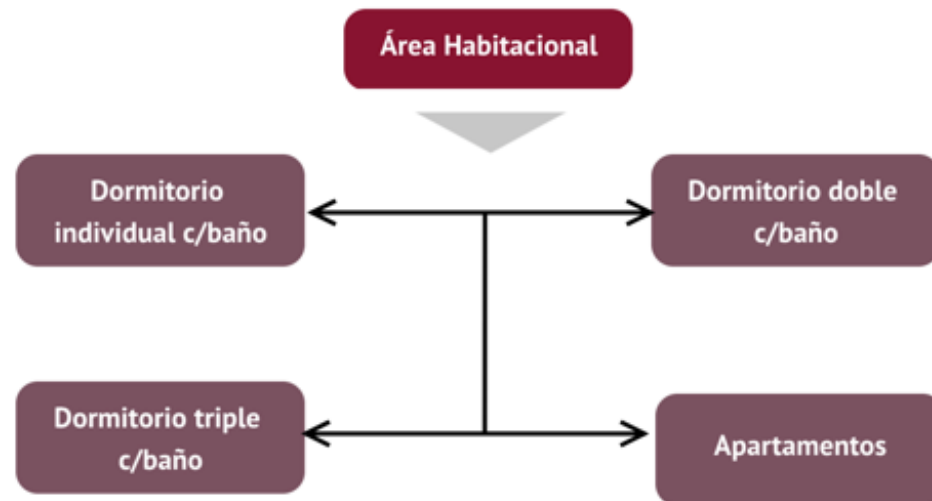 Área Habitacional
Dormitorio
individual c/baño
Dormitorio doble
c/baño
Dormitorio triple
c/baño
Apartamentos